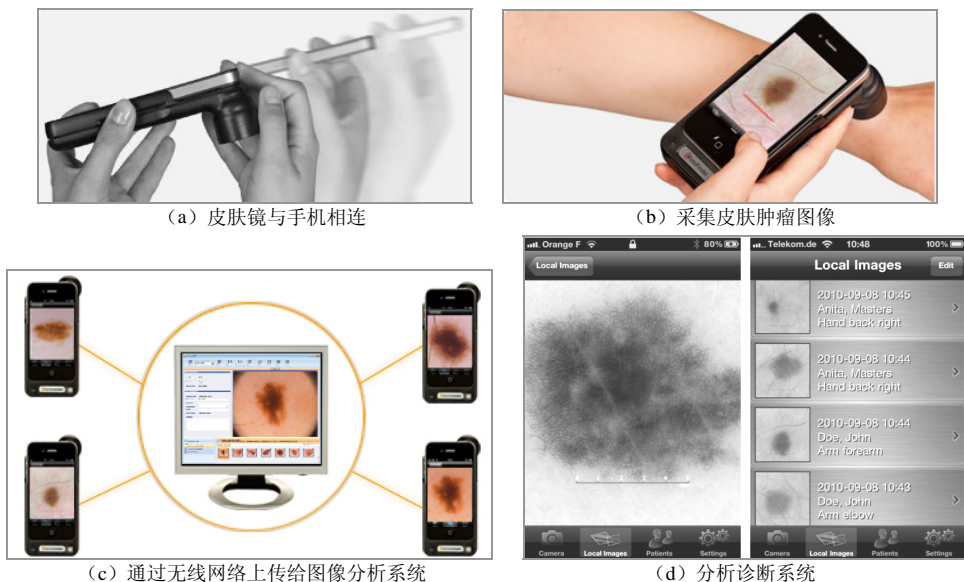 （a）皮肤镜与手机相连
（b）采集皮肤肿瘤图像
（c）通过无线网络上传给图像分析系统
Orange F 80%
Local Images
Camera Local Images Patients Settings
Telekom.de 10:48 100%
Local Images Edit
2010-09-08 10:45
Anita, Masters
Hand back right
2010-09-08 10:44
Anita, Masters
Hand back right
2010-09-08 10:44
Doe, John
Arm forearm
2010-09-08 10:43
Doe, John
Arm elbow
Camera Local Images Patients Settings
（d）分析诊断系统